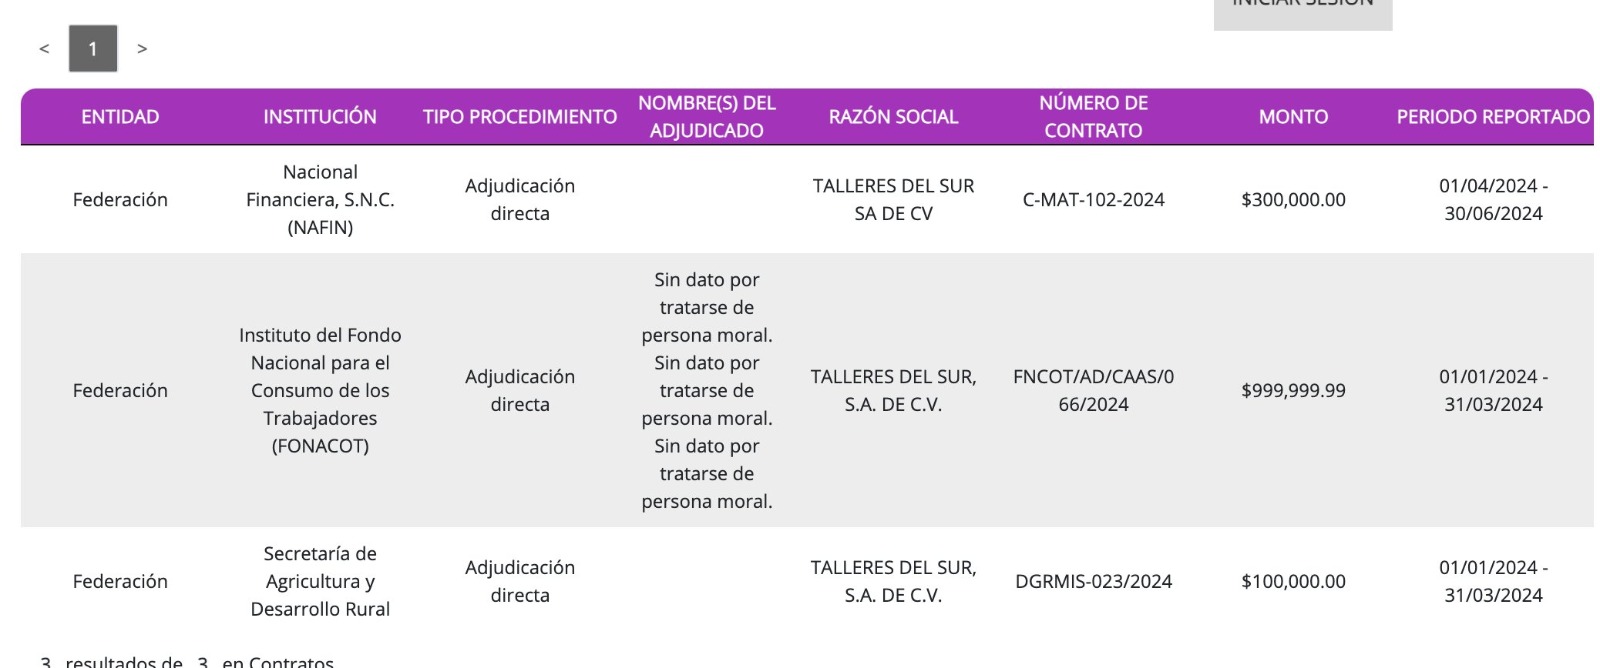 INICIAR SESIÓN
< 1 >
ENTIDAD
INSTITUCIÓN
TIPO PROCEDIMIENTO
NOMBRE(S) DEL
ADJUDICADO
RAZÓN SOCIAL
NÚMERO DE
CONTRATO
MONTO
PERIODO REPORTADO
Federación
Nacional
Financiera, S.N.C.
(NAFIN)
Adjudicación
directa
TALLERES DEL SUR
SA DE CV
C-MAT-102-2024
$300,000.00
01/04/2024 -
30/06/2024
Federación
Instituto del Fondo
Nacional para el
Consumo de los
Trabajadores
(FONACOT)
Adjudicación
directa
Sin dato por
tratarse de
persona moral.
Sin dato por
tratarse de
persona moral.
Sin dato por
tratarse de
persona moral.
TALLERES DEL SUR,
S.A. DE C.V.
FNCOT/AD/CAAS/0
66/2024
$999,999.99
01/01/2024 -
31/03/2024
Federación
Secretaría de
Agricultura y
Desarrollo Rural
Adjudicación
directa
TALLERES DEL SUR,
S.A. DE C.V.
DGRMIS-023/2024
$100,000.00
01/01/2024 -
31/03/2024
3 resultados de 3 en Contratos